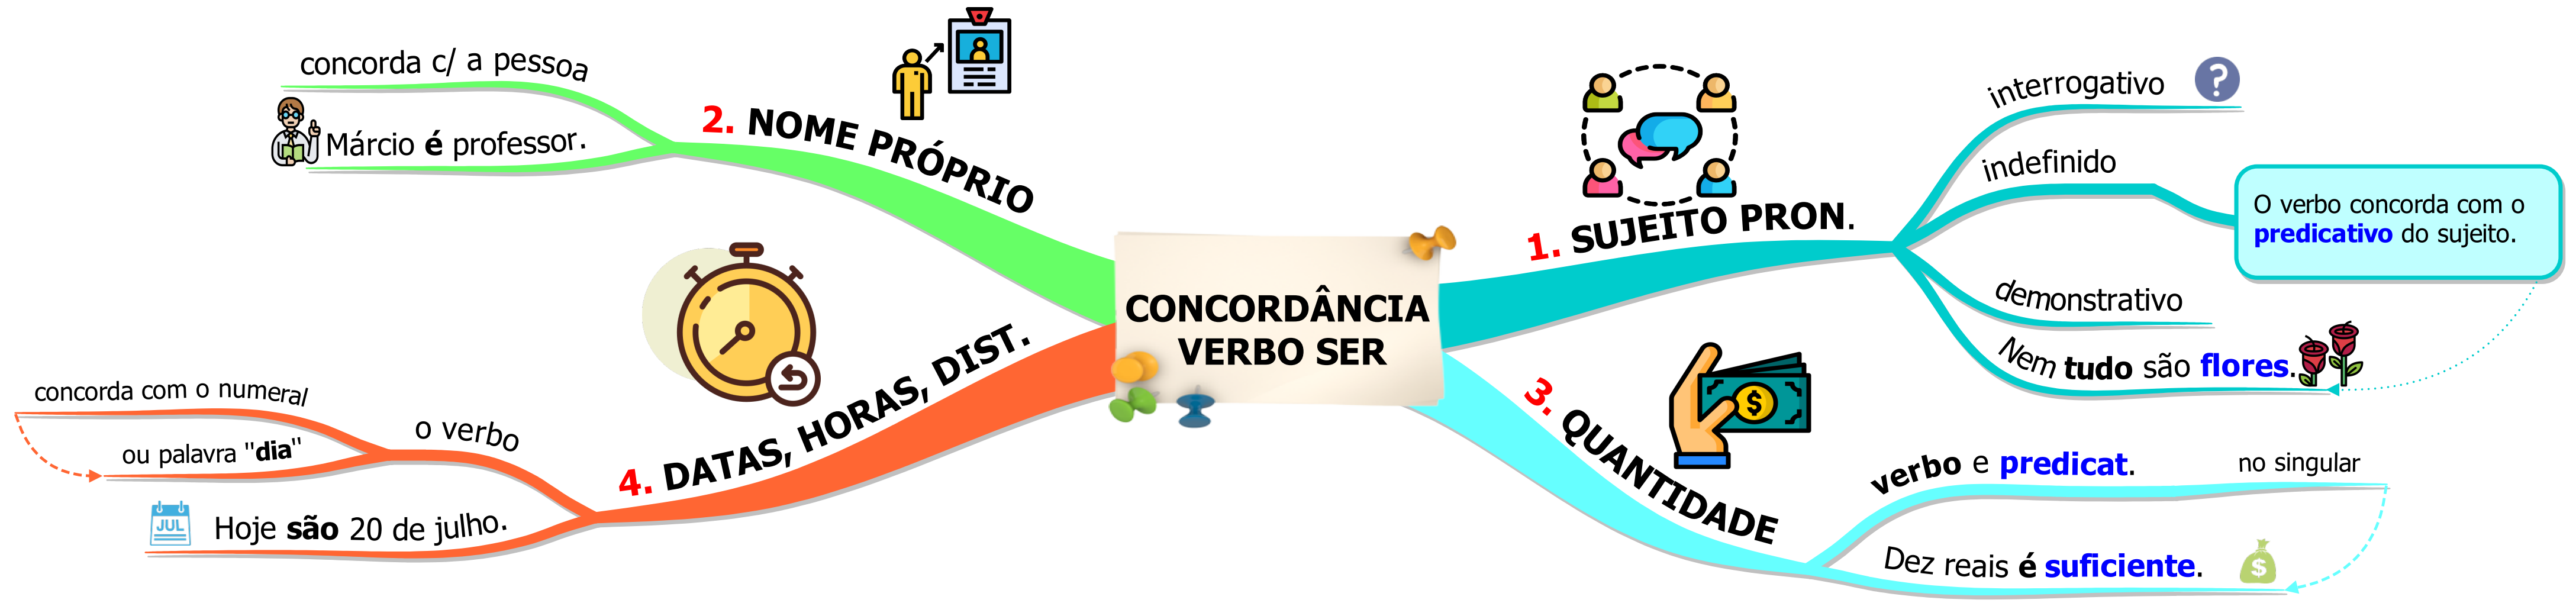 CONCORDÂNCIA
VERBO SER
1. SUJEITO PRON.
interrogativo
?
indefinido
O verbo concorda com o
predicativo do sujeito.
demonstrativo
Nem tudo são flores.
2. NOME PRÓPRIO
concorda c/ a pessoa
Márcio é professor.
3. QUANTIDADE
$
verbo e predicat.
no singular
Dez reais é suficiente.
$
4. DATAS, HORAS, DIST.
o verbo
concorda com o numeral
ou palavra "dia"
JUL
Hoje são 20 de julho.